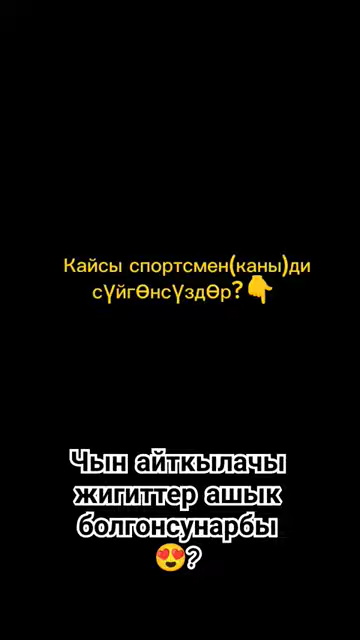 Кайсы спортсмен(каны)ди
сүйгөнсүздөр?👇
Чын айткылачы
жигиттер ашык
болгонсунарбы
😍?